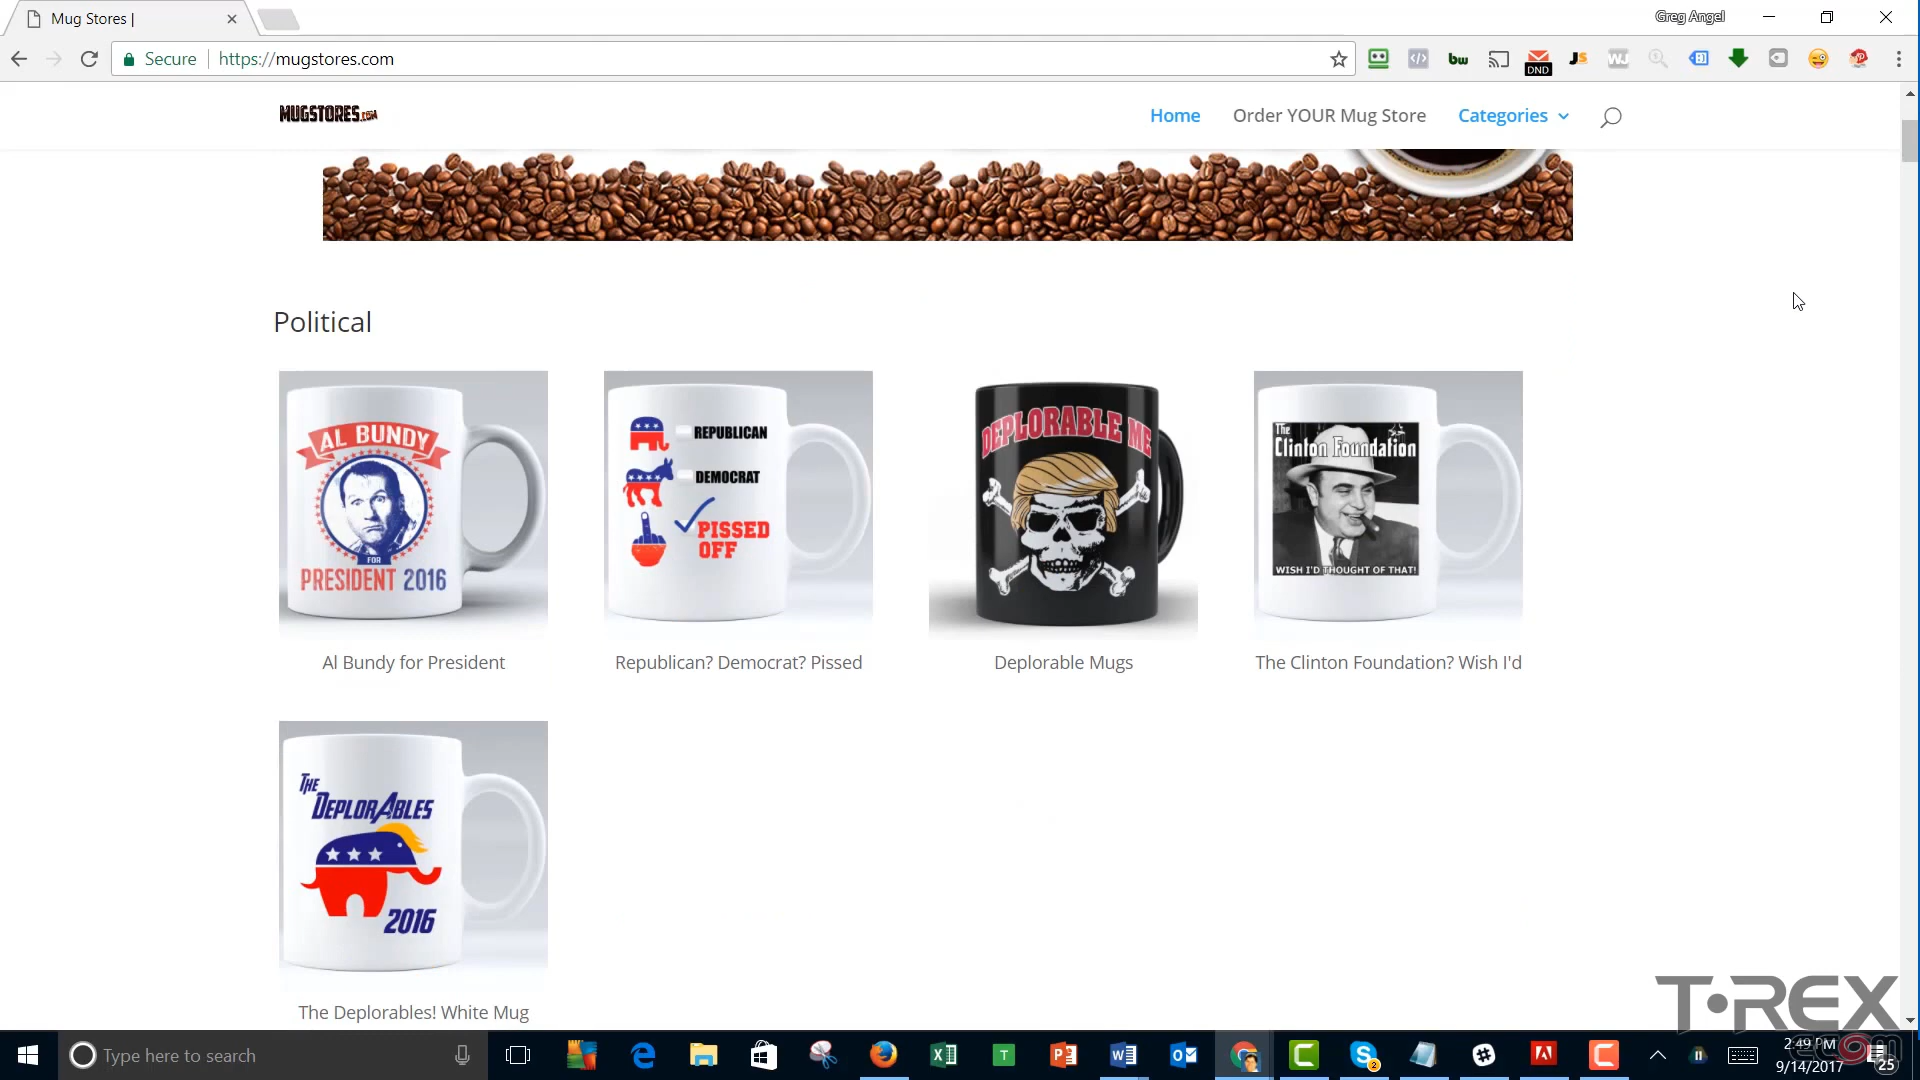 Mug Stores |
Greg Angel
Secure
https://mugstores.com
DND
MUGSTORES.com
Home
Order YOUR Mug Store
Categories
Political
AL BUNDY
FOR
PRESIDENT 2016
REPUBLICAN
DEMOCRAT
PISSED
OFF
DEPLORABLE ME
The
Clinton Foundation
WISH I'D THOUGHT OF THAT!
Al Bundy for President
Republican? Democrat? Pissed
Deplorable Mugs
The Clinton Foundation? Wish I'd
THE
DEPLORABLES
2016
The Deplorables! White Mug
T•REX
ecom
Type here to search
2:49 PM
9/14/2017
25